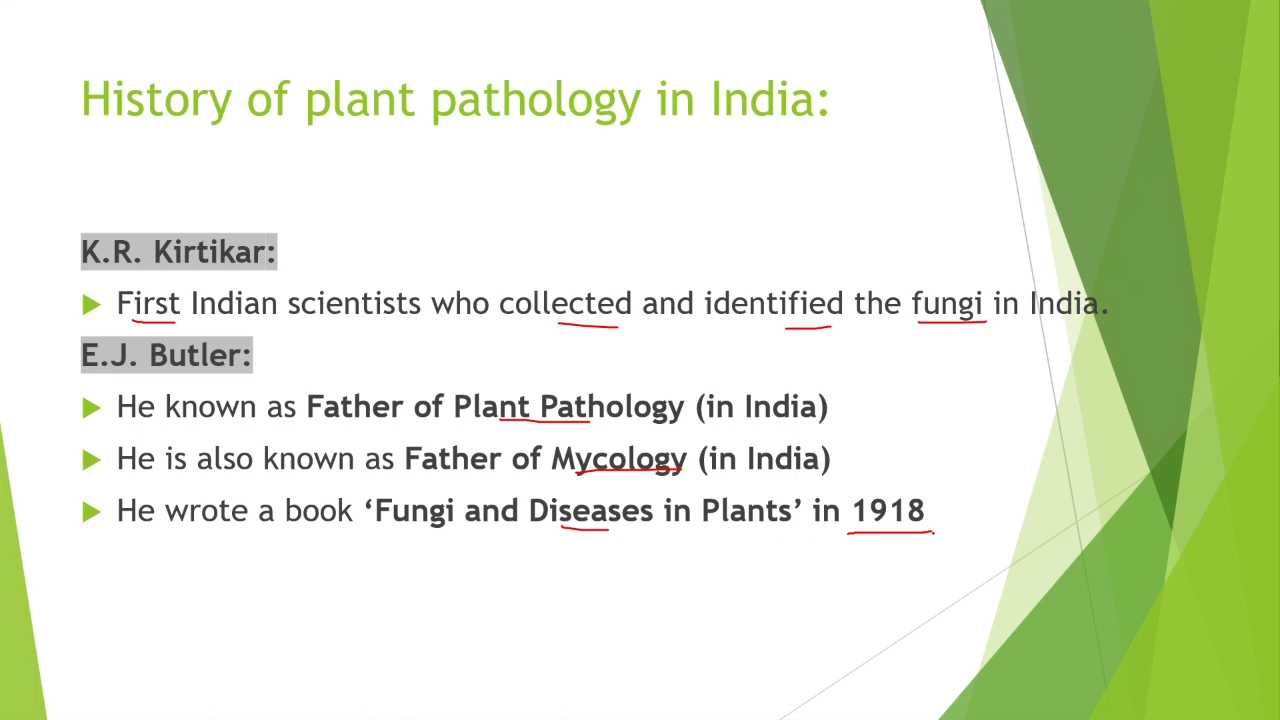 History of plant pathology in India:
K.R. Kirtikar:
First Indian scientists who collected and identified the fungi in India.
E.J. Butler:
He known as Father of Plant Pathology (in India)
He is also known as Father of Mycology (in India)
He wrote a book ‘Fungi and Diseases in Plants’ in 1918